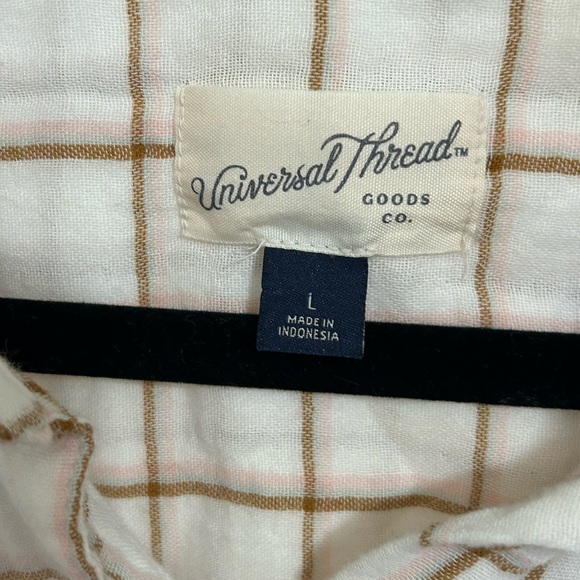 Universal Thread™
GOODS
CO.
L
MADE IN
INDONESIA